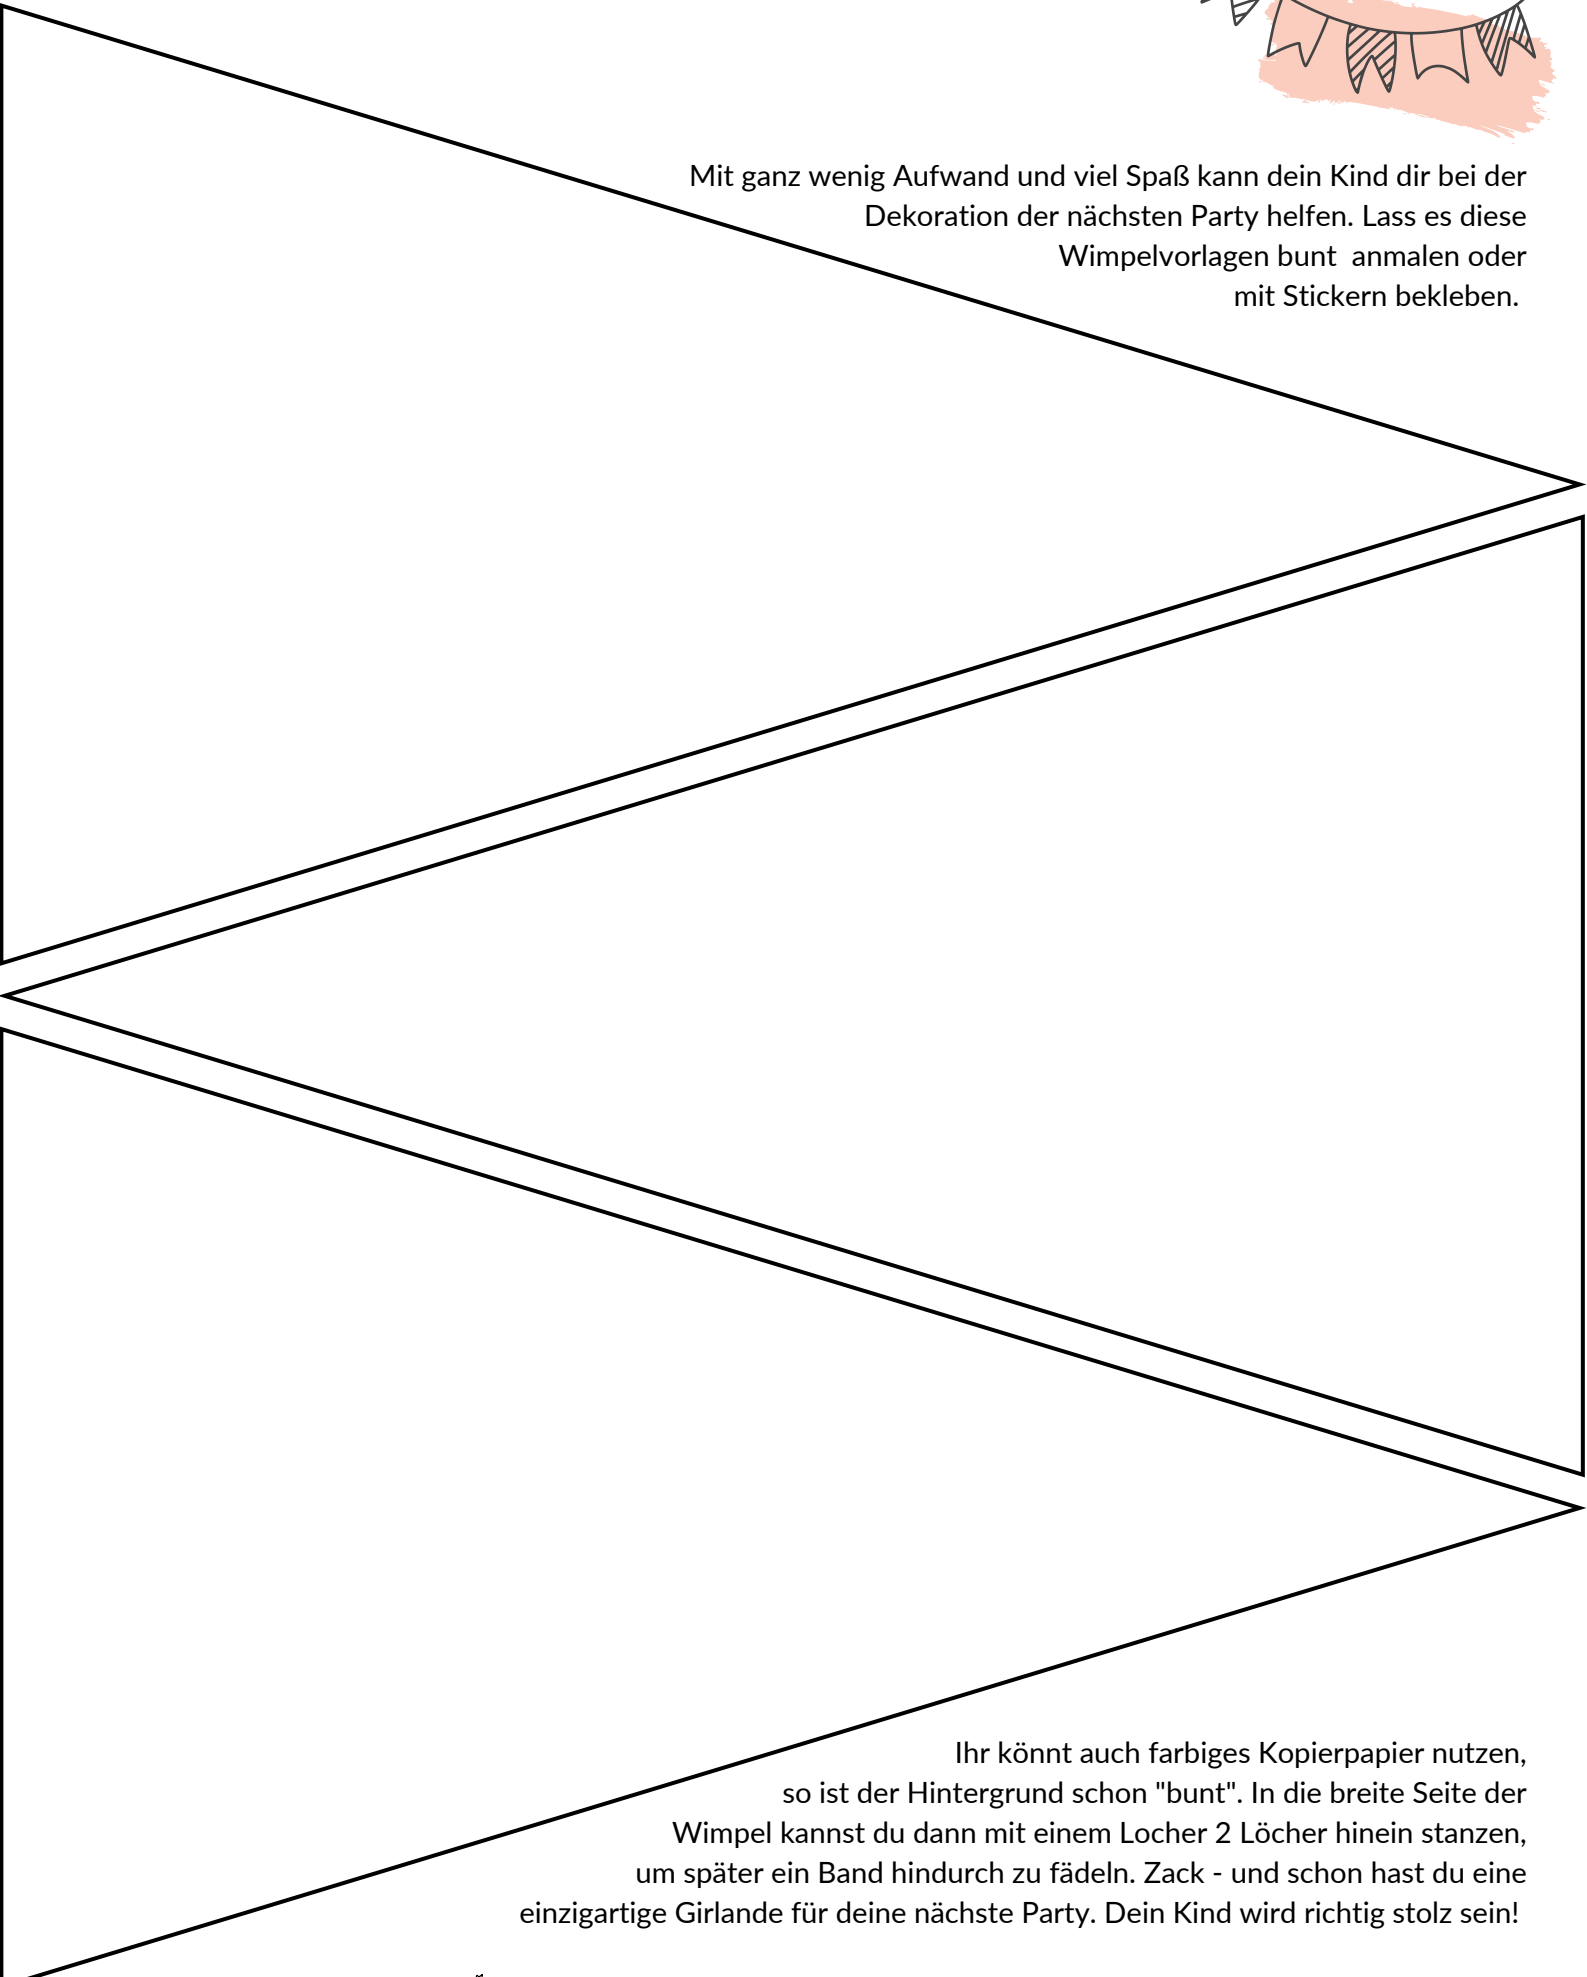 Mit ganz wenig Aufwand und viel Spaß kann dein Kind dir bei der
Dekoration der nächsten Party helfen. Lass es diese
Wimpelvorlagen bunt  anmalen oder
mit Stickern bekleben.
Ihr könnt auch farbiges Kopierpapier nutzen,
so ist der Hintergrund schon "bunt". In die breite Seite der
Wimpel kannst du dann mit einem Locher 2 Löcher hinein stanzen,
um später ein Band hindurch zu fädeln. Zack - und schon hast du eine
einzigartige Girlande für deine nächste Party. Dein Kind wird richtig stolz sein!